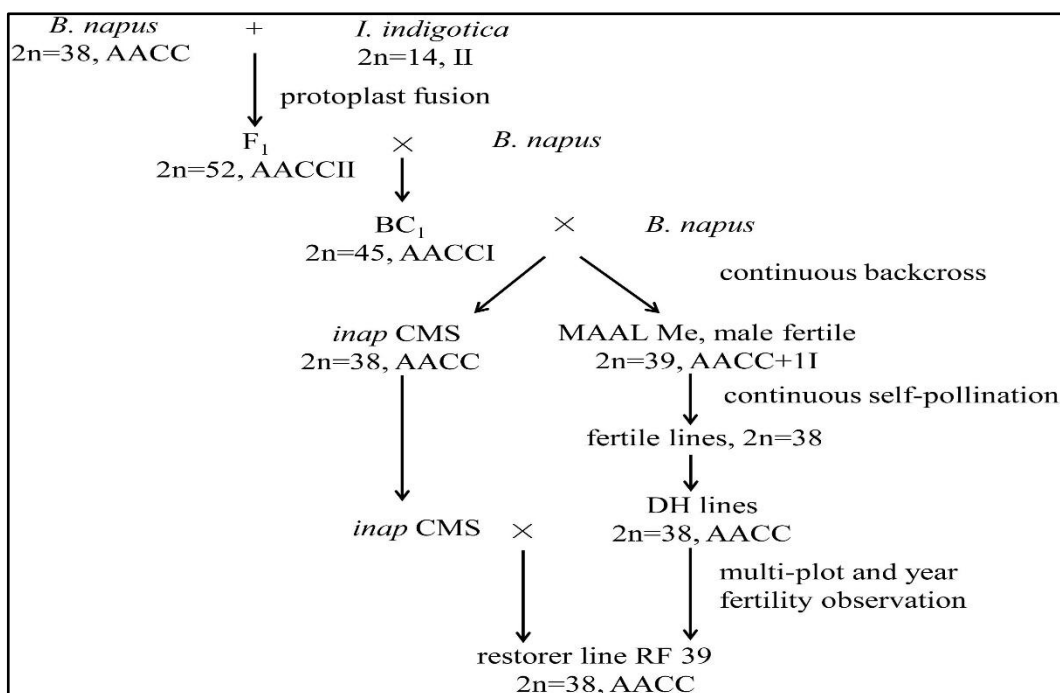 B. napus + I. indigotica
2n=38, AACC 2n=14, II
protoplast fusion
F₁ × B. napus
2n=52, AACCII
BC₁ × B. napus
2n=45, AACCI
continuous backcross
inap CMS MAAL Me, male fertile
2n=38, AACC 2n=39, AACC+1I
continuous self-pollination
fertile lines, 2n=38
DH lines
inap CMS × 2n=38, AACC
multi-plot and year
fertility observation
restorer line RF 39
2n=38, AACC